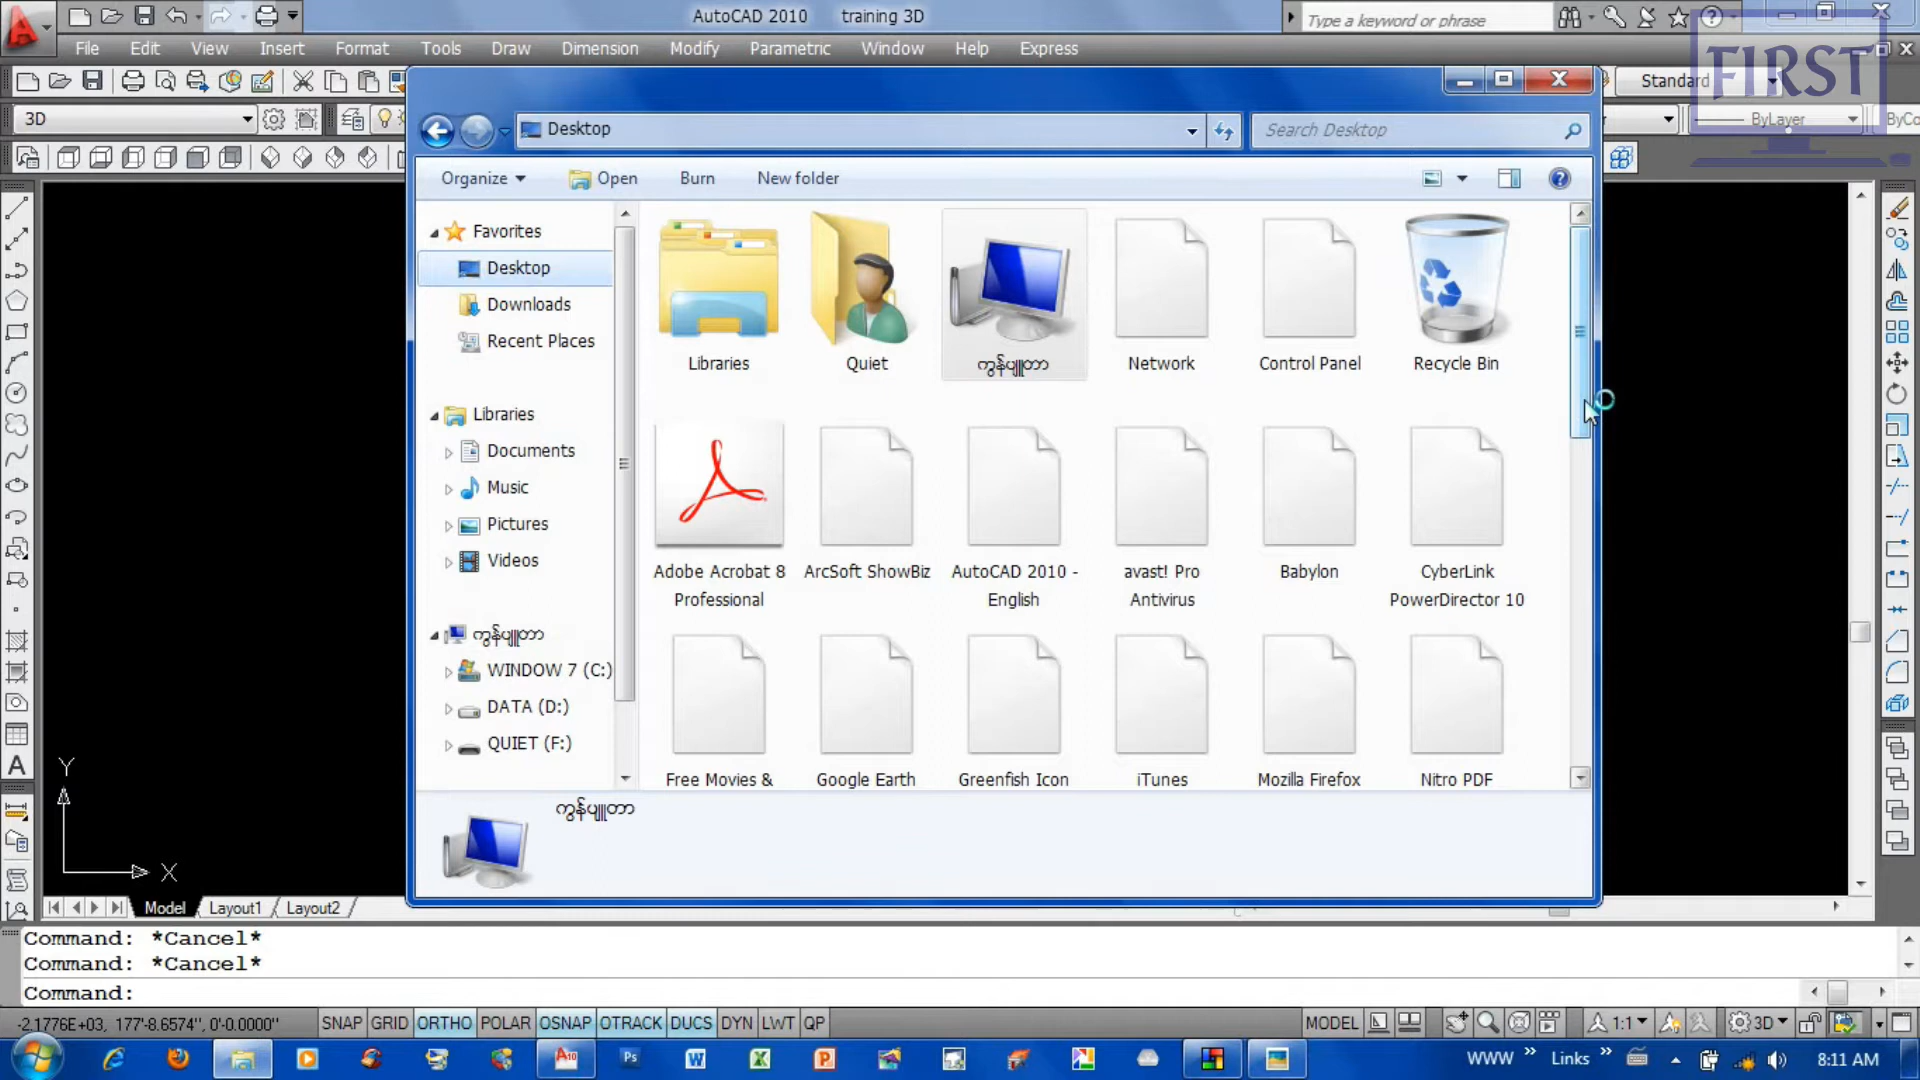 AutoCAD 2010 training 3D
Type a keyword or phrase
File Edit View Insert Format Tools Draw Dimension Modify Parametric Window Help Express
Standard
FIRST
3D
ByLayer
ByCo
Desktop
Search Desktop
Organize Open Burn New folder
Favorites
Desktop
Downloads
Recent Places
Libraries
Documents
Music
Pictures
Videos
ကွန်ပျူတာ
WINDOW 7 (C:)
DATA (D:)
QUIET (F:)
Libraries Quiet ကွန်ပျူတာ Network Control Panel Recycle Bin
Adobe Acrobat 8 ArcSoft ShowBiz AutoCAD 2010 - avast! Pro Babylon CyberLink
Professional English Antivirus PowerDirector 10
Free Movies & Google Earth Greenfish Icon iTunes Mozilla Firefox Nitro PDF
ကွန်ပျူတာ
Y
X
Model Layout1 Layout2
Command: *Cancel*
Command: *Cancel*
Command:
-2.1776E+03, 177'-8.6574", 0'-0.0000" SNAP GRID ORTHO POLAR OSNAP OTRACK DUCS DYN LWT QP MODEL 1:1 3D
WWW » Links » 8:11 AM